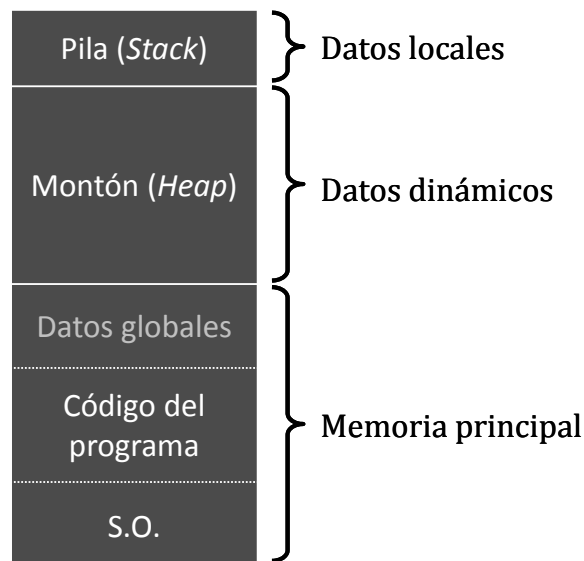 Pila (Stack)
Datos locales
Montón (Heap)
Datos dinámicos
Datos globales
Código del
programa
Memoria principal
S.O.